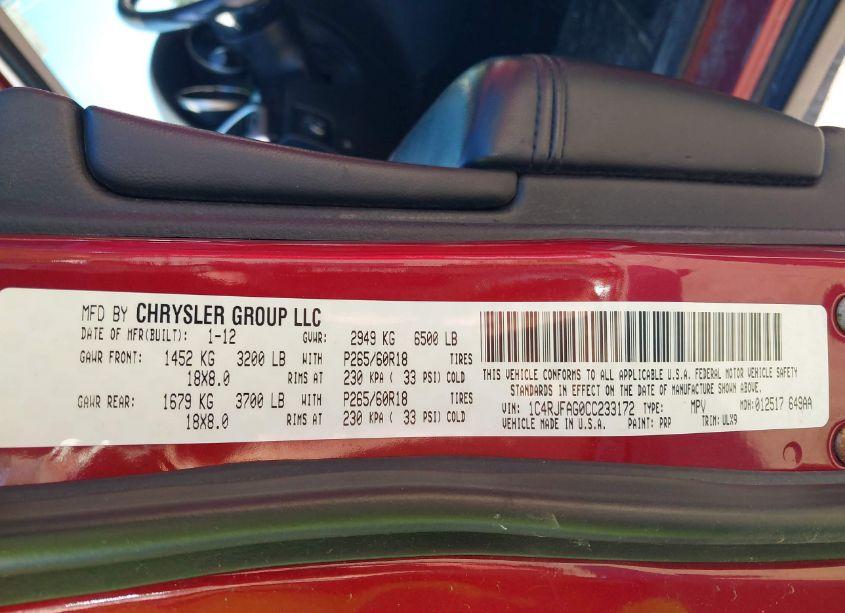 MFD BY CHRYSLER GROUP LLC
DATE OF MFR(BUILT): 1-12 GVWR: 2949 KG 6500 LB
GAWR FRONT: 1452 KG 3200 LB WITH P265/60R18 TIRES
18X8.0 RIMS AT 230 KPA ( 33 PSI) COLD
GAWR REAR: 1679 KG 3700 LB WITH P265/60R18 TIRES
18X8.0 RIMS AT 230 KPA ( 33 PSI) COLD
THIS VEHICLE CONFORMS TO ALL APPLICABLE U.S.A. FEDERAL MOTOR VEHICLE SAFETY
STANDARDS IN EFFECT ON THE DATE OF MANUFACTURE SHOWN ABOVE.
VIN: 1C4RJFAG0CC233172 TYPE: MPV MDH:012517 649AA
VEHICLE MADE IN U.S.A. PAINT: PRP TRIM: ULX9